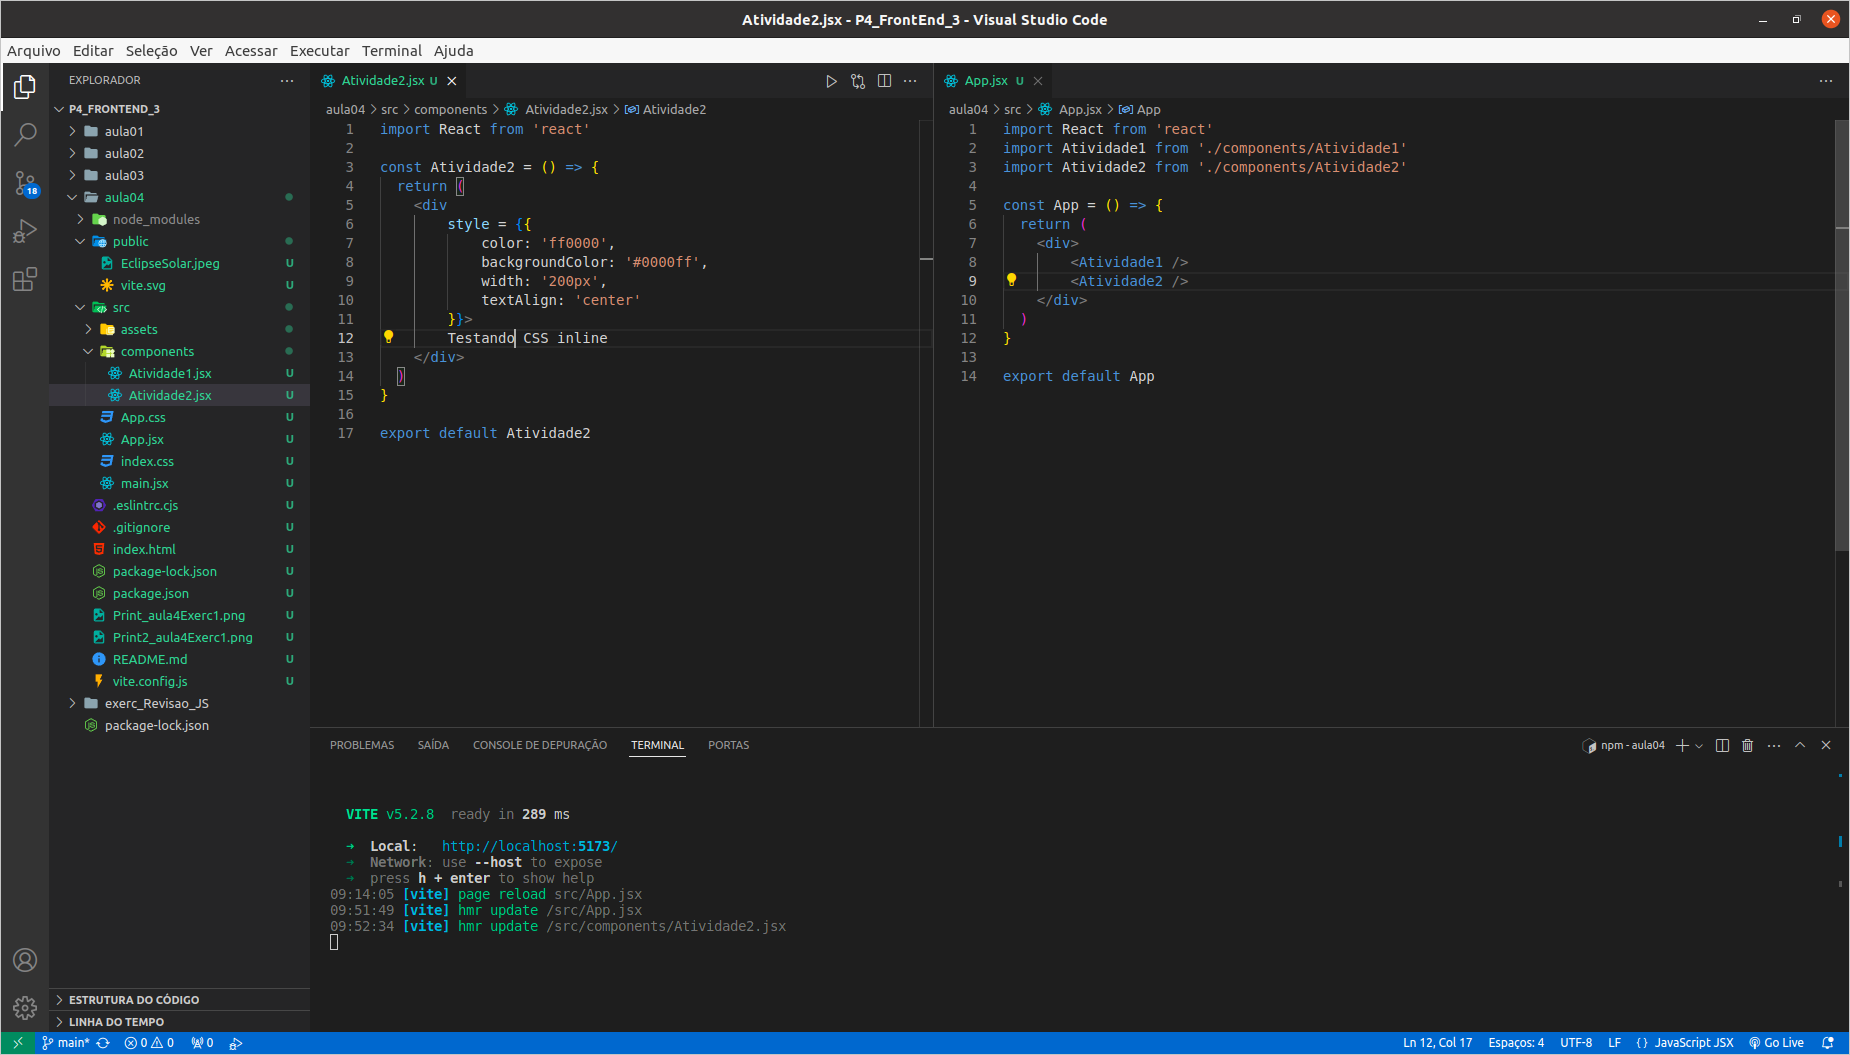 Atividade2.jsx - P4_FrontEnd_3 - Visual Studio Code
Arquivo Editar Seleção Ver Acessar Executar Terminal Ajuda
EXPLORADOR
P4_FRONTEND_3
aula01
aula02
aula03
aula04
node_modules
public
EclipseSolar.jpeg U
vite.svg U
src
assets
components
Atividade1.jsx U
Atividade2.jsx U
App.css U
App.jsx U
index.css U
main.jsx U
.eslintrc.cjs U
.gitignore U
index.html U
package-lock.json U
package.json U
Print_aula4Exerc1.png U
Print2_aula4Exerc1.png U
README.md U
vite.config.js U
exerc_Revisao_JS
package-lock.json
ESTRUTURA DO CÓDIGO
LINHA DO TEMPO
18
Atividade2.jsx U
aula04 > src > components > Atividade2.jsx > Atividade2
1 import React from 'react'
2
3 const Atividade2 = () => {
4 return (
5 <div
6 style = {{
7 color: 'ff0000',
8 backgroundColor: '#0000ff',
9 width: '200px',
10 textAlign: 'center'
11 }}>
12 Testando CSS inline
13 </div>
14 )
15 }
16
17 export default Atividade2
App.jsx U
aula04 > src > App.jsx > App
1 import React from 'react'
2 import Atividade1 from './components/Atividade1'
3 import Atividade2 from './components/Atividade2'
4
5 const App = () => {
6 return (
7 <div>
8 <Atividade1 />
9 <Atividade2 />
10 </div>
11 )
12 }
13
14 export default App
PROBLEMAS SAÍDA CONSOLE DE DEPURAÇÃO TERMINAL PORTAS
npm - aula04
VITE v5.2.8 ready in 289 ms
➜ Local: http://localhost:5173/
➜ Network: use --host to expose
➜ press h + enter to show help
09:14:05 [vite] page reload src/App.jsx
09:51:49 [vite] hmr update /src/App.jsx
09:52:34 [vite] hmr update /src/components/Atividade2.jsx
main* 0 0 0
Ln 12, Col 17 Espaços: 4 UTF-8 LF {} JavaScript JSX Go Live